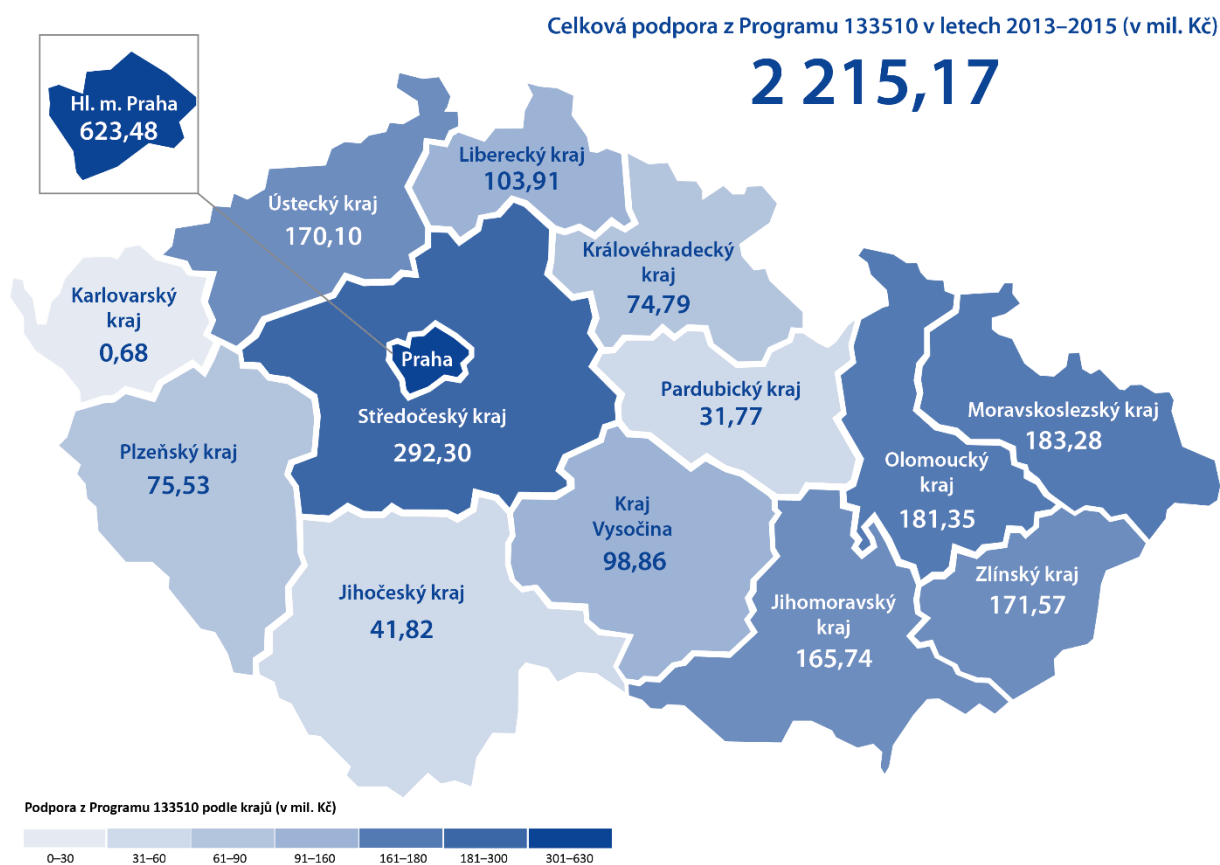 Celková podpora z Programu 133510 v letech 2013–2015 (v mil. Kč)
2 215,17
Hl. m. Praha
623,48
Liberecký kraj
103,91
Ústecký kraj
170,10
Královéhradecký
kraj
74,79
Karlovarský
kraj
0,68
Praha
Pardubický kraj
31,77
Středočeský kraj
292,30
Moravskoslezský kraj
183,28
Plzeňský kraj
75,53
Olomoucký
kraj
181,35
Kraj
Vysočina
98,86
Zlínský kraj
171,57
Jihočeský kraj
41,82
Jihomoravský
kraj
165,74
Podpora z Programu 133510 podle krajů (v mil. Kč)
0–30 31–60 61–90 91–160 161–180 181–300 301–630